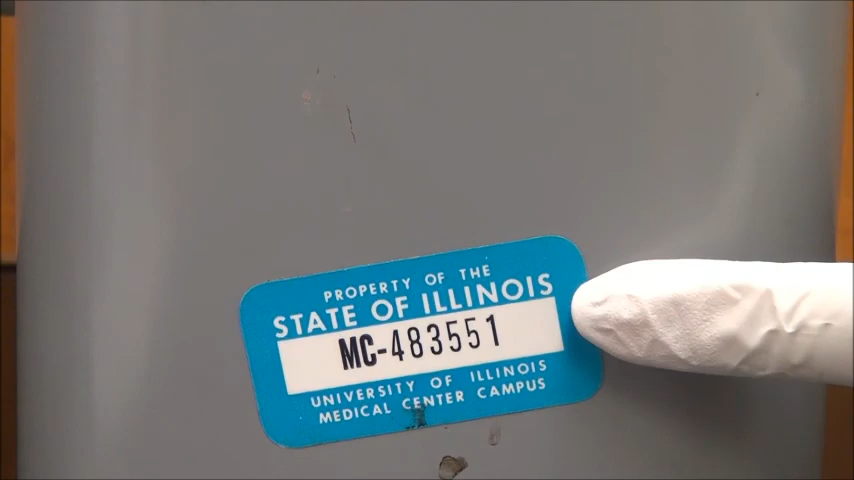 PROPERTY OF THE
STATE OF ILLINOIS
MC-483551
UNIVERSITY OF ILLINOIS
MEDICAL CENTER CAMPUS